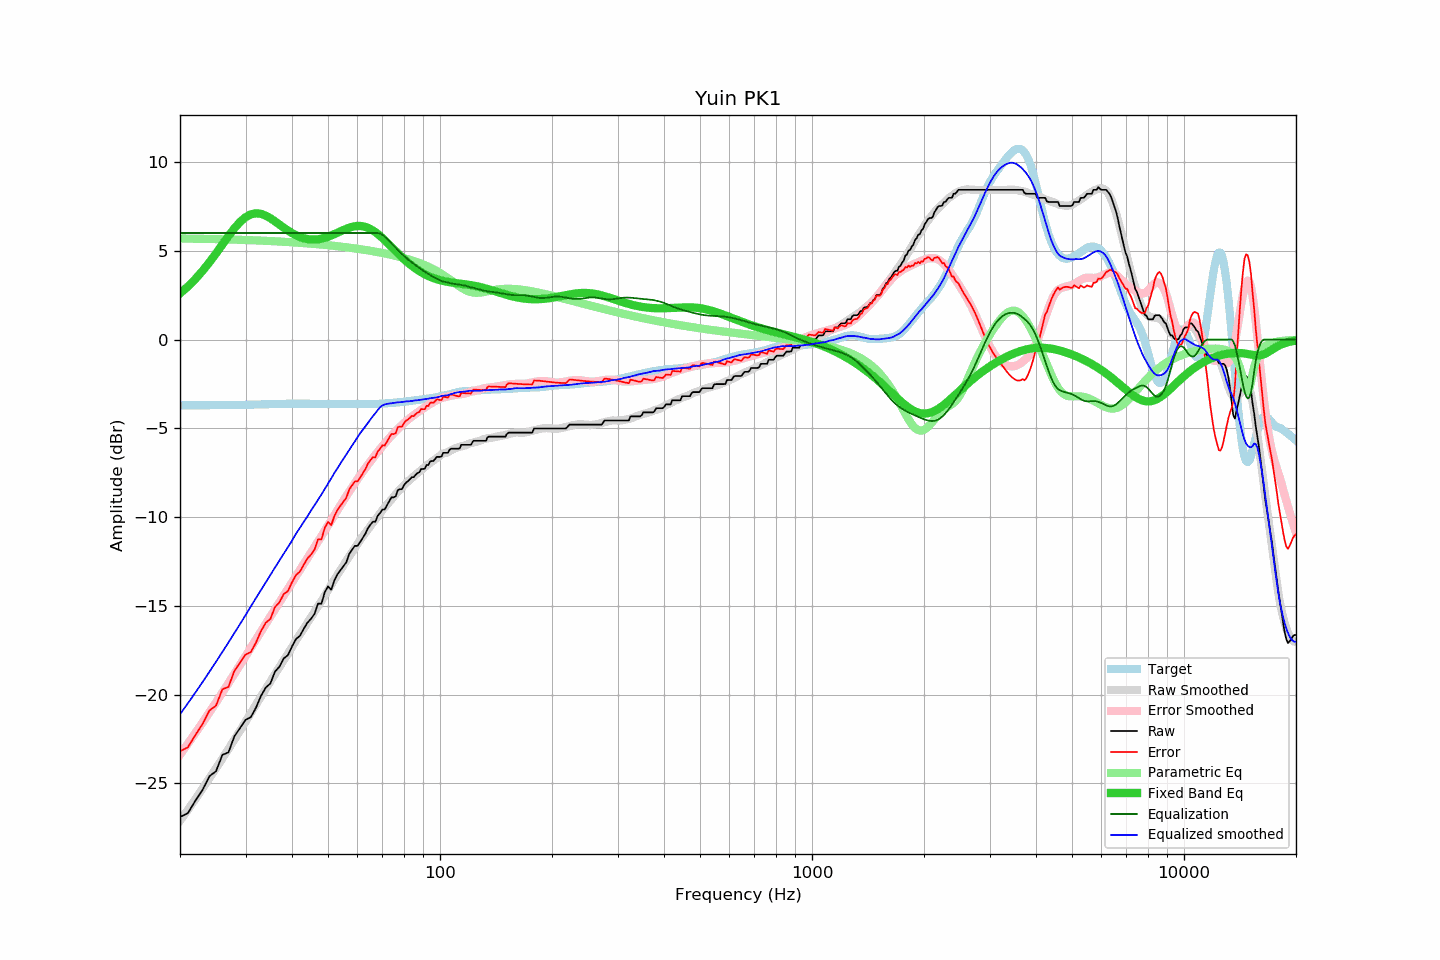 Yuin PK1
Amplitude (dBr)
10
5
0
−5
−10
−15
−20
−25
100
1000
10000
Frequency (Hz)
Target
Raw Smoothed
Error Smoothed
Raw
Error
Parametric Eq
Fixed Band Eq
Equalization
Equalized smoothed